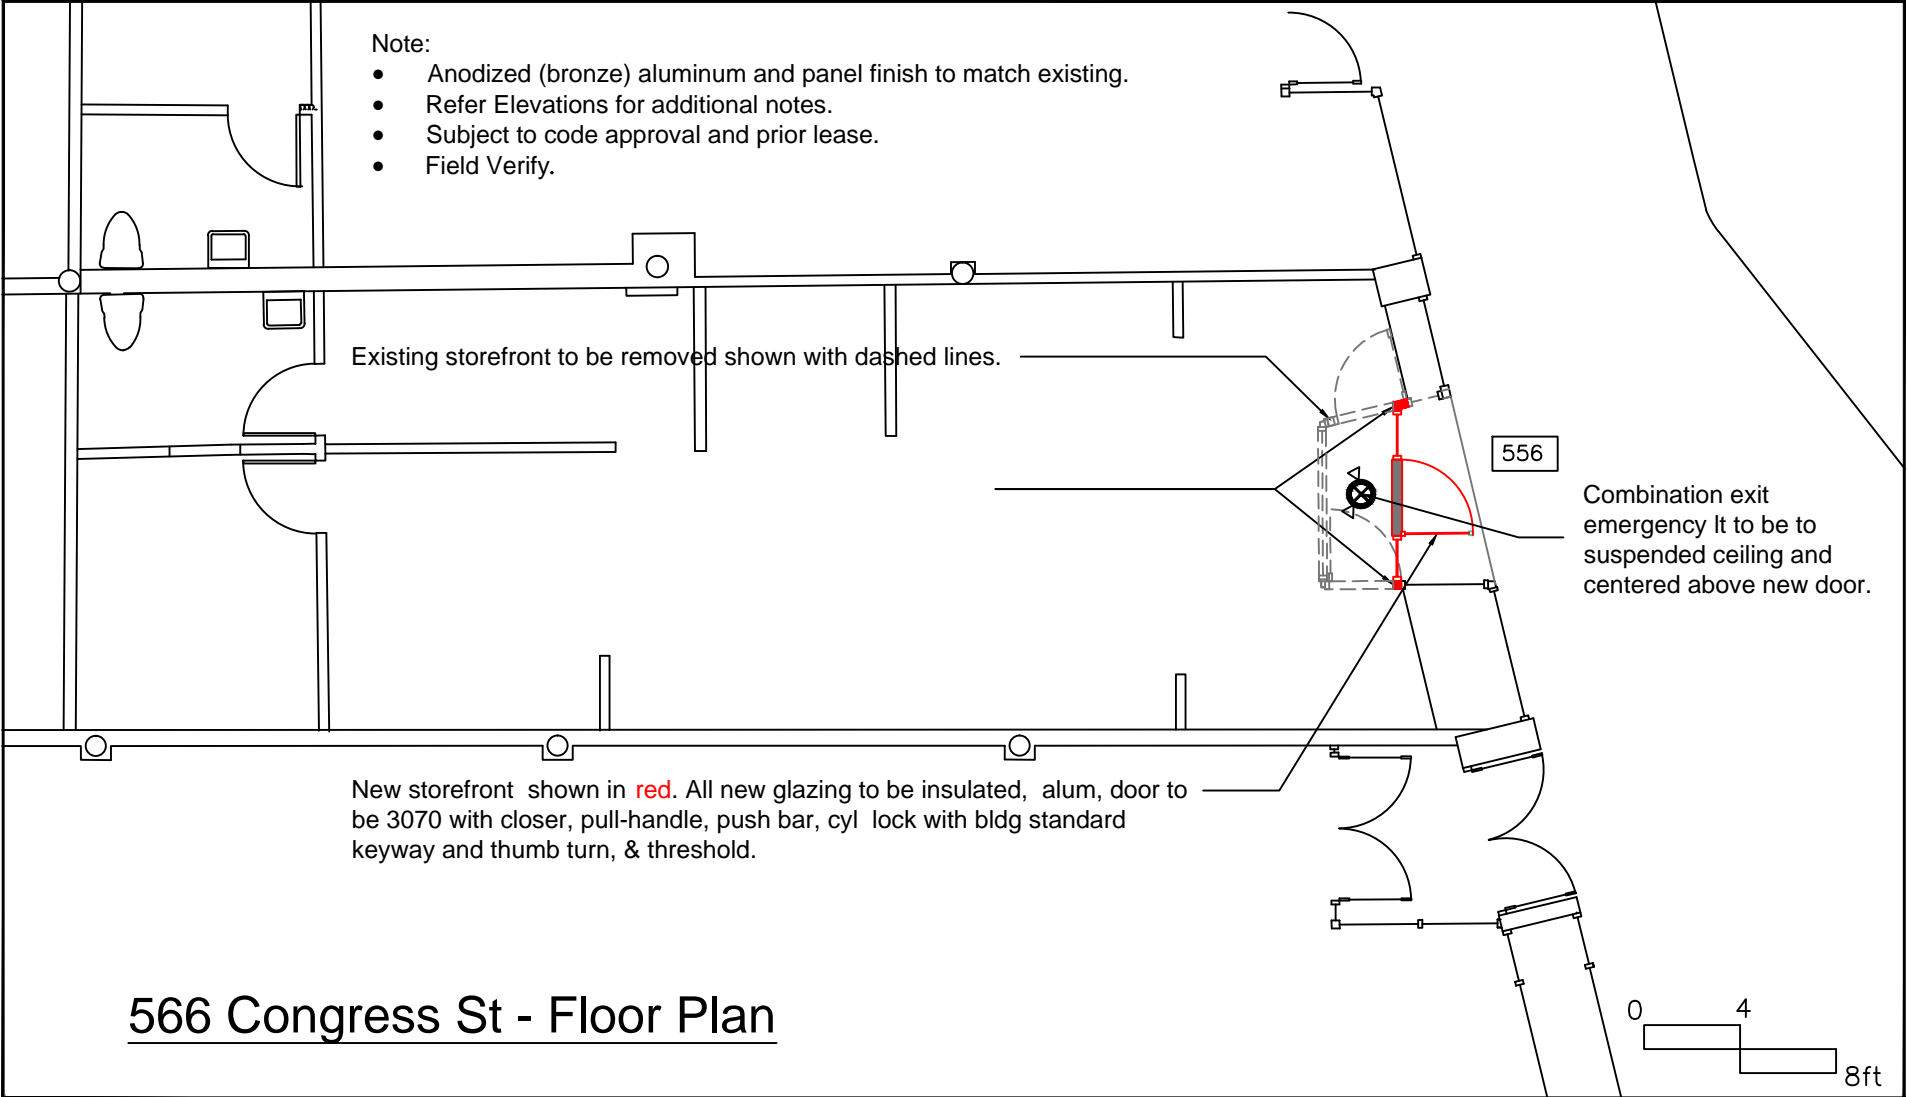 Note:
• Anodized (bronze) aluminum and panel finish to match existing.
• Refer Elevations for additional notes.
• Subject to code approval and prior lease.
• Field Verify.
Existing storefront to be removed shown with dashed lines.
556
Combination exit
emergency lt to be to
suspended ceiling and
centered above new door.
New storefront shown in red. All new glazing to be insulated, alum, door to
be 3070 with closer, pull-handle, push bar, cyl lock with bldg standard
keyway and thumb turn, & threshold.
566 Congress St - Floor Plan
0 4
8ft